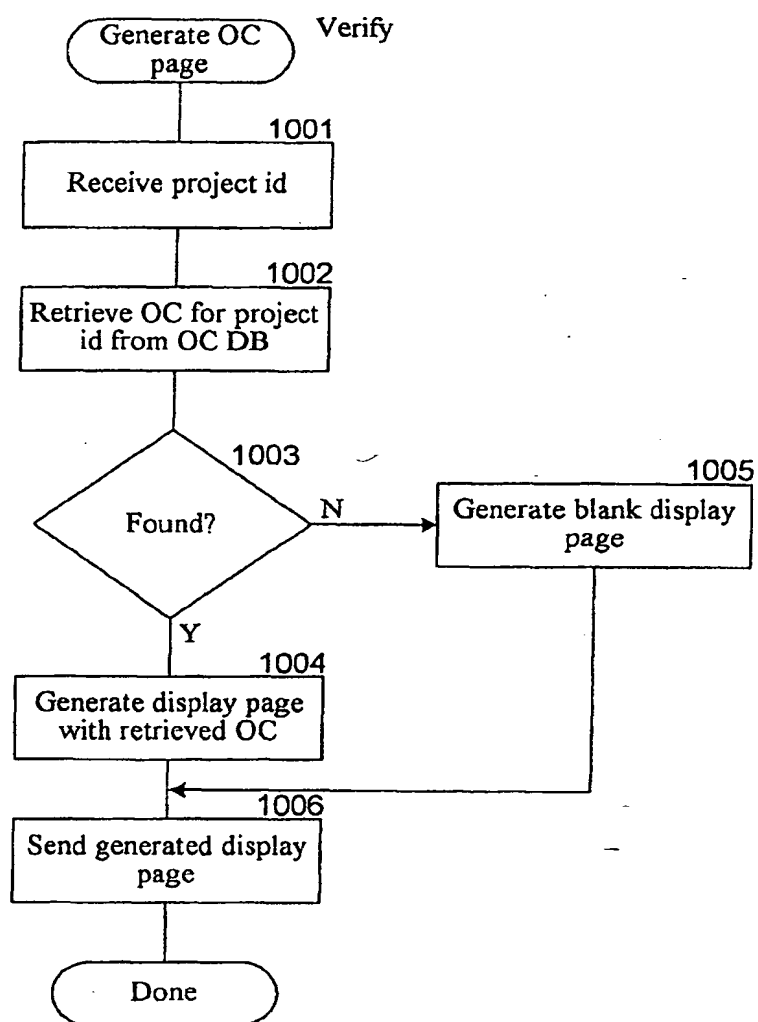 Generate OC
page
Verify
1001
Receive project id
1002
Retrieve OC for project
id from OC DB
1003
Found?
N
1005
Generate blank display
page
Y
1004
Generate display page
with retrieved OC
1006
Send generated display
page
Done